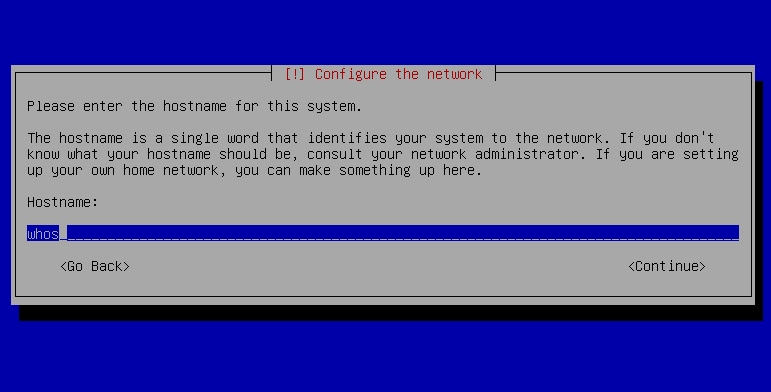 [!] Configure the network
Please enter the hostname for this system.
The hostname is a single word that identifies your system to the network. If you don't
know what your hostname should be, consult your network administrator. If you are setting
up your own home network, you can make something up here.
Hostname:
whos
<Go Back> <Continue>